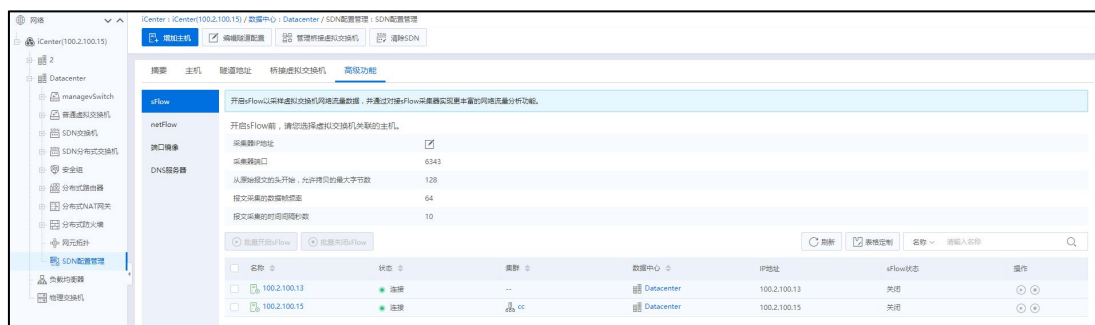 网络
iCenter : iCenter(100.2.100.15) / 数据中心 : Datacenter / SDN配置管理 : SDN配置管理
iCenter(100.2.100.15)
2
Datacenter
managevSwitch
普通虚拟交换机
SDN交换机
SDN分布式交换机
安全组
分布式路由器
分布式NAT网关
分布式防火墙
网元拓扑
SDN配置管理
负载均衡器
物理交换机
增加主机 编辑隧道配置 管理桥接虚拟交换机 清除SDN
摘要 主机 隧道地址 桥接虚拟交换机 高级功能
sFlow
netFlow
端口镜像
DNS服务器
开启sFlow以采样虚拟交换机网络流量数据，并通过对接sFlow采集器实现更丰富的网络流量分析功能。
开启sFlow前，请您选择虚拟交换机关联的主机。
采集器IP地址
采集器端口 6343
从原始报文的头开始，允许拷贝的最大字节数 128
报文采集的数据帧频率 64
报文采集的时间间隔秒数 10
批量开启sFlow 批量关闭sFlow 刷新 表格定制 名称 请输入名称
名称 状态 集群 数据中心 IP地址 sFlow状态 操作
100.2.100.13 连接 -- Datacenter 100.2.100.13 关闭
100.2.100.15 连接 cc Datacenter 100.2.100.15 关闭